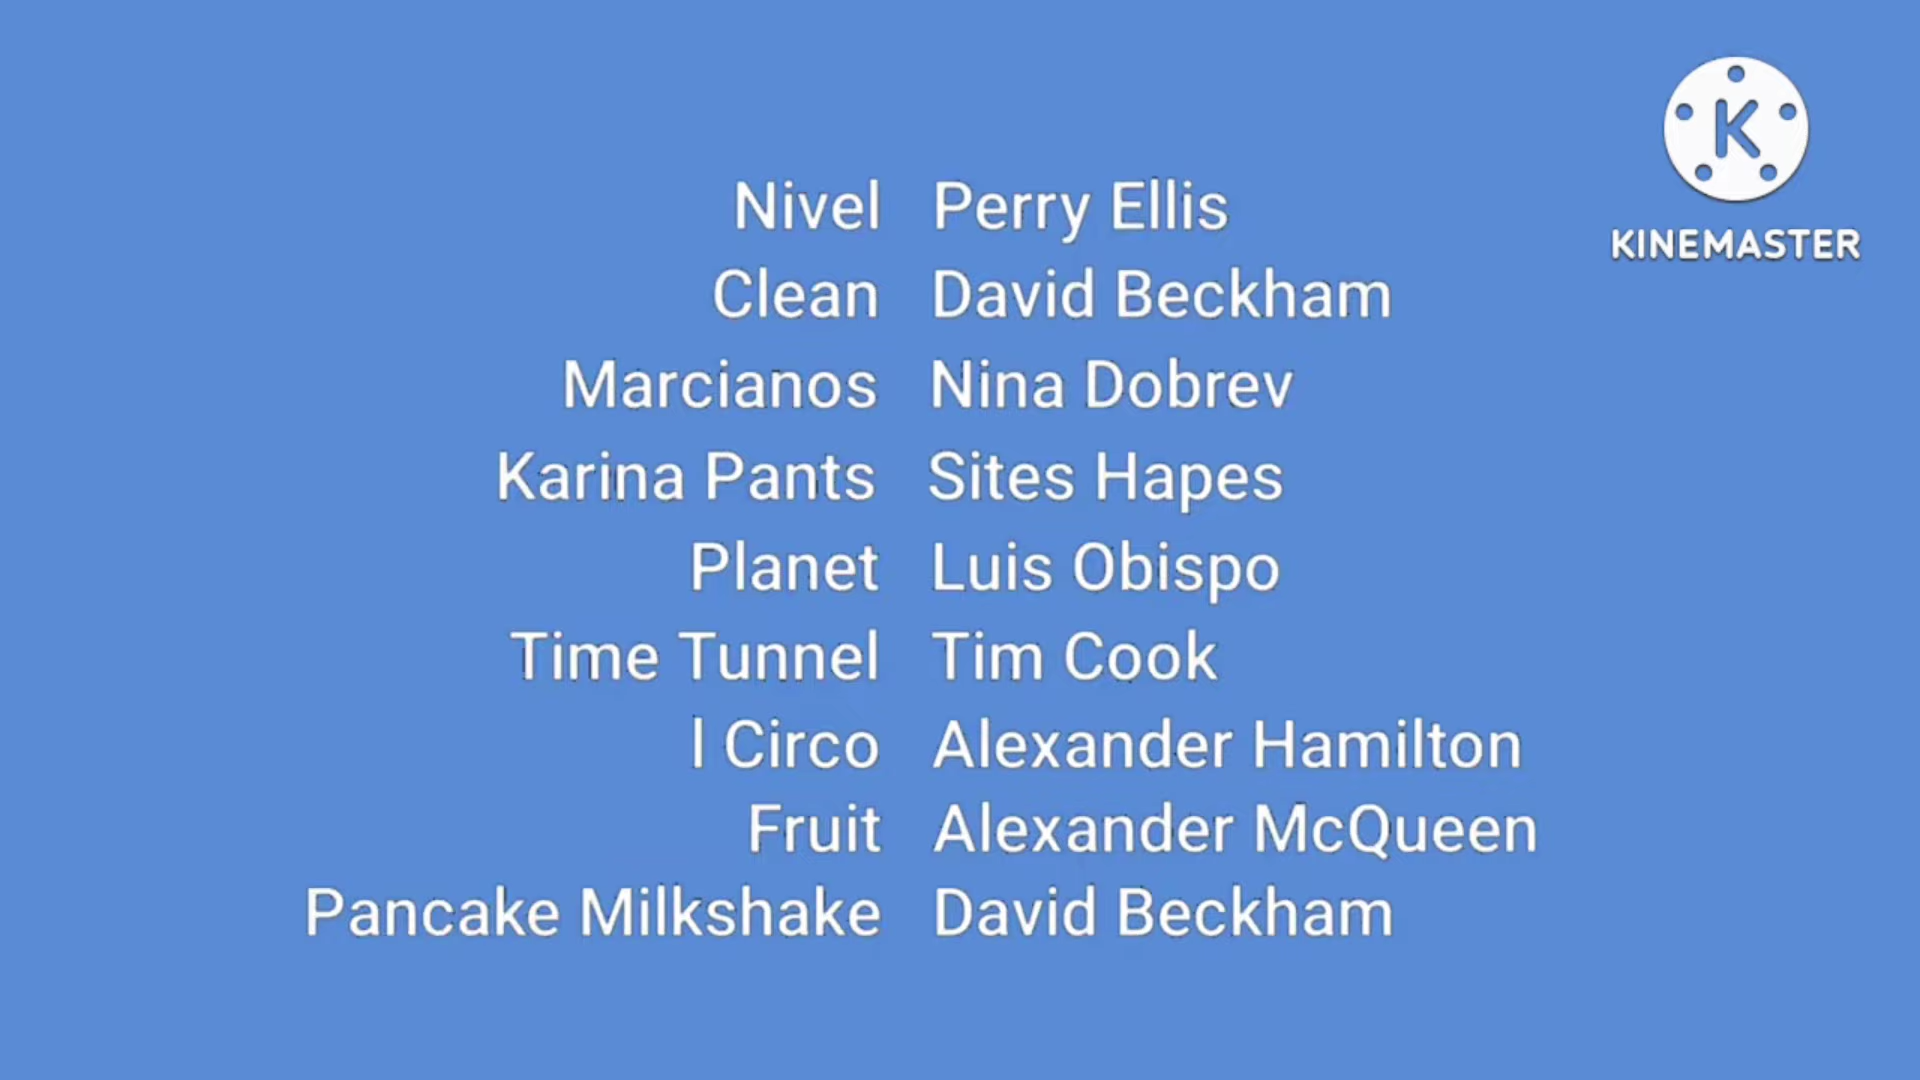 Nivel Perry Ellis
Clean David Beckham
Marcianos Nina Dobrev
Karina Pants Sites Hapes
Planet Luis Obispo
Time Tunnel Tim Cook
l Circo Alexander Hamilton
Fruit Alexander McQueen
Pancake Milkshake David Beckham
K
KINEMASTER